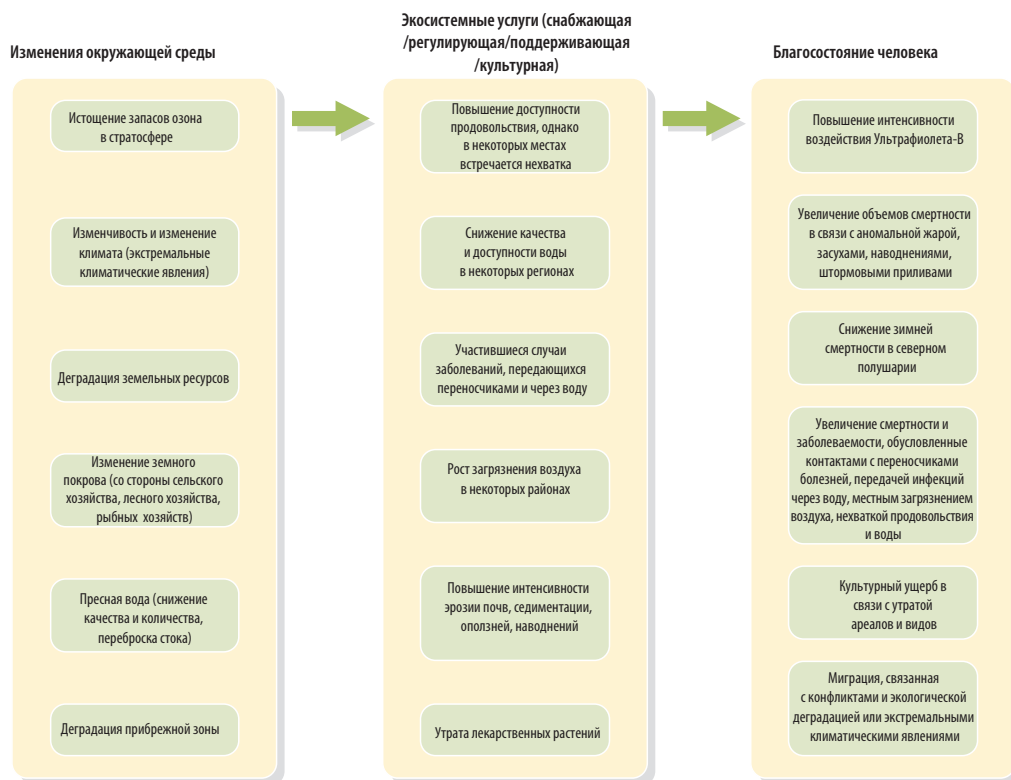 Изменения окружающей среды
Истощение запасов озона
в стратосфере
Изменчивость и изменение
климата (экстремальные
климатические явления)
Деградация земельных ресурсов
Изменение земного
покрова (со стороны сельского
хозяйства, лесного хозяйства,
рыбных хозяйств)
Пресная вода (снижение
качества и количества,
переброска стока)
Деградация прибрежной зоны
Экосистемные услуги (снабжающая
/регулирующая/поддерживающая
/культурная)
Повышение доступности
продовольствия, однако
в некоторых местах
встречается нехватка
Снижение качества
и доступности воды
в некоторых регионах
Участившиеся случаи
заболеваний, передающихся
переносчиками и через воду
Рост загрязнения воздуха
в некоторых районах
Повышение интенсивности
эрозии почв, седиментации,
оползней, наводнений
Утрата лекарственных растений
Благосостояние человека
Повышение интенсивности
воздействия Ультрафиолета-В
Увеличение объемов смертности
в связи с аномальной жарой,
засухами, наводнениями,
штормовыми приливами
Снижение зимней
смертности в северном
полушарии
Увеличение смертности и
заболеваемости, обусловленные
контактами с переносчиками
болезней, передачей инфекций
через воду, местным загрязнением
воздуха, нехваткой продовольствия
и воды
Культурный ущерб в
связи с утратой
ареалов и видов
Миграция, связанная
с конфликтами и экологической
деградацией или экстремальными
климатическими явлениями